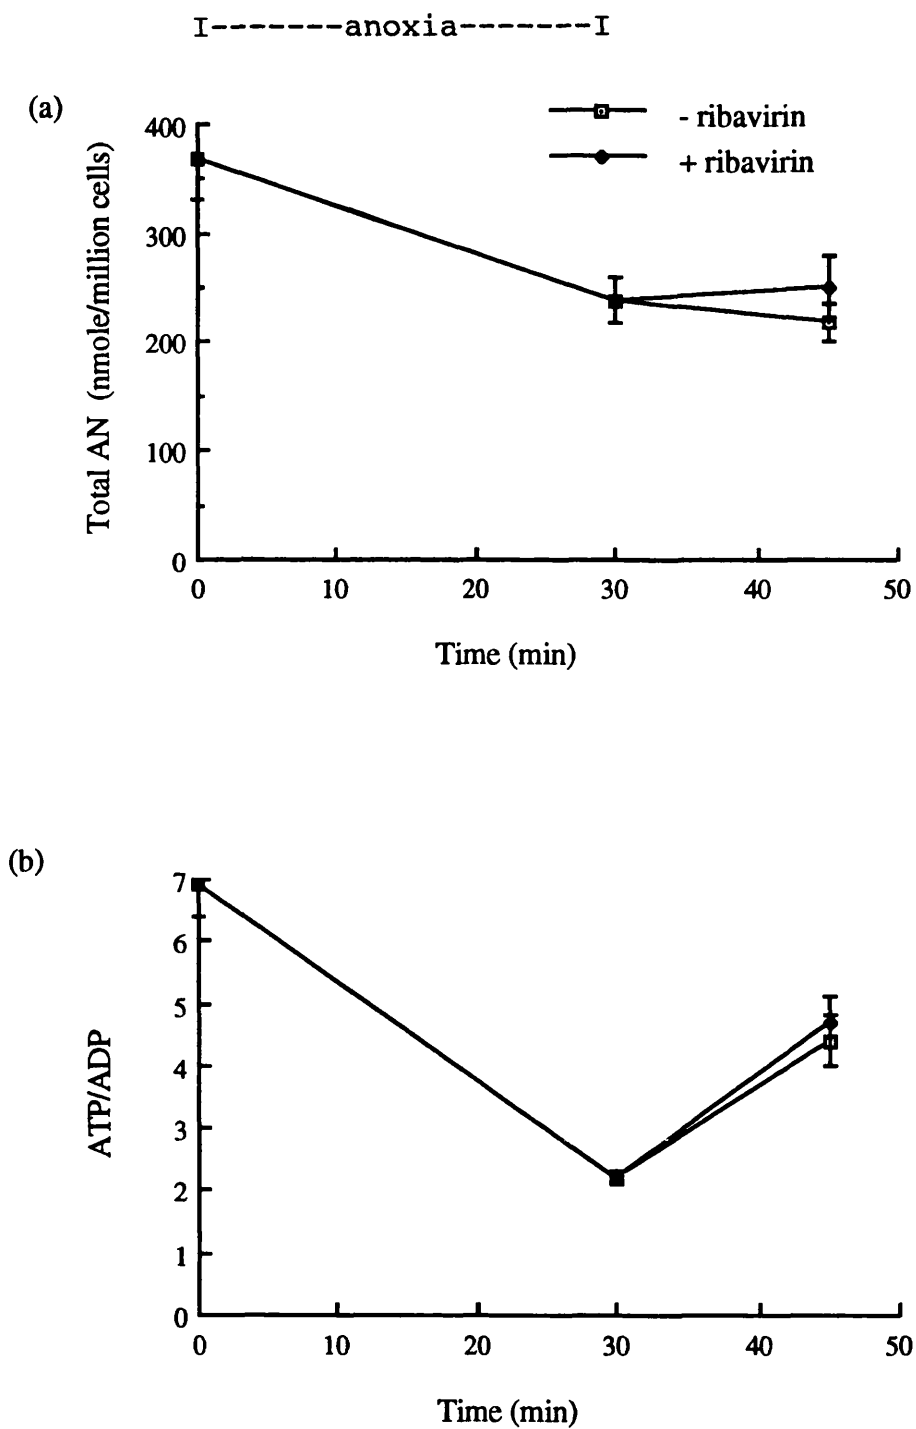 I-------anoxia-------I
(a)
- ribavirin
+ ribavirin
Total AN (nmole/million cells)
400
300
200
100
0
0 10 20 30 40 50
Time (min)
(b)
ATP/ADP
7
6
5
4
3
2
1
0
0 10 20 30 40 50
Time (min)